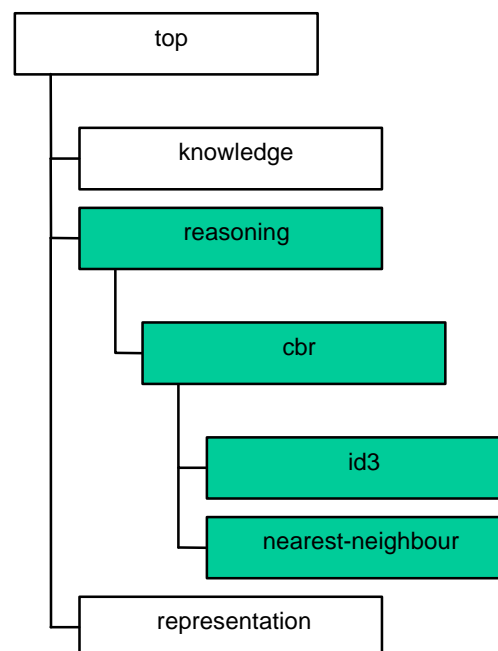 top
knowledge
reasoning
cbr
id3
nearest-neighbour
representation